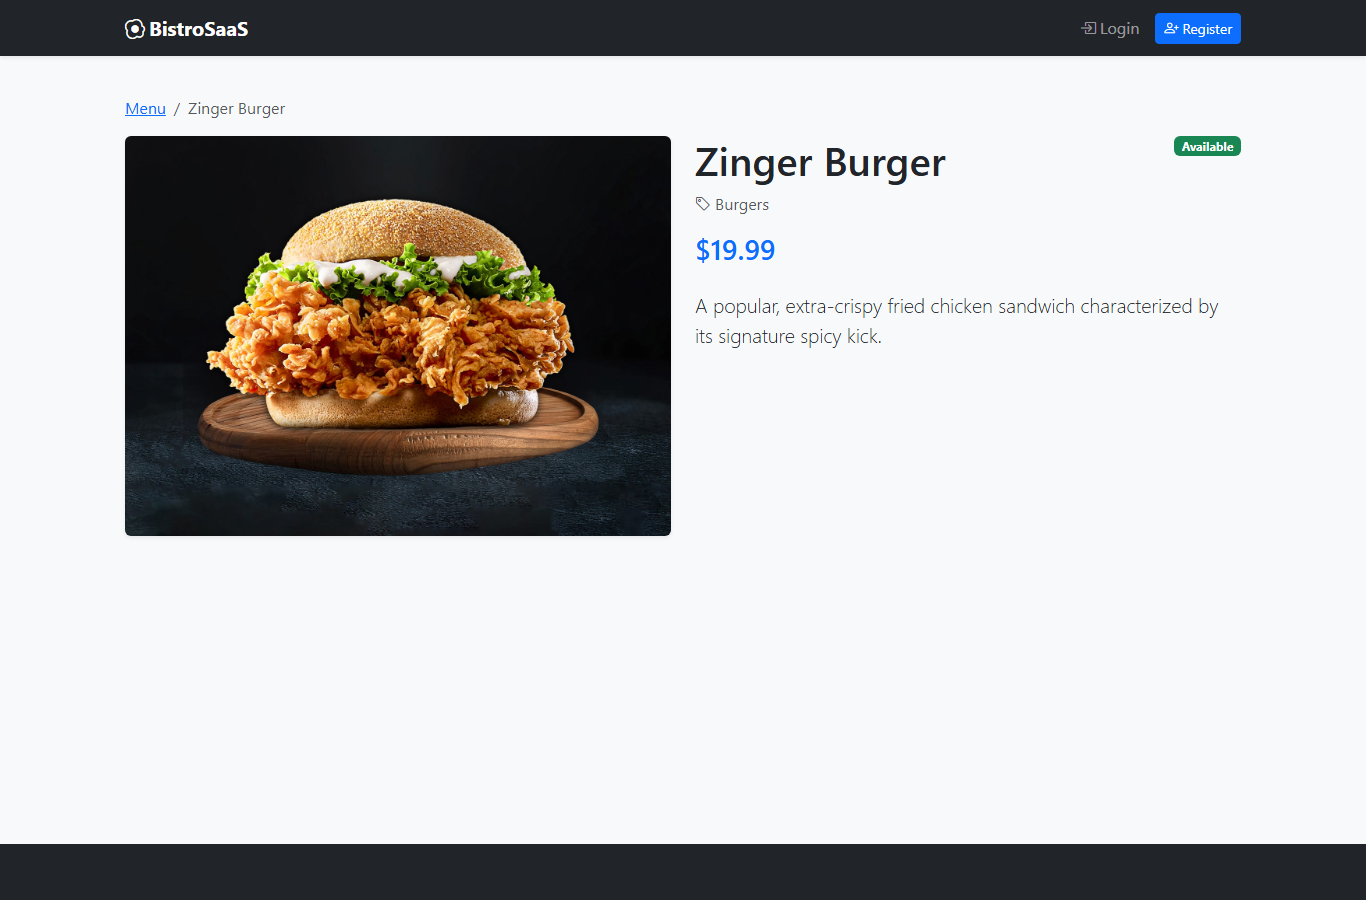 BistroSaaS
Login
Register
Menu / Zinger Burger
Zinger Burger
Available
Burgers
$19.99
A popular, extra-crispy fried chicken sandwich characterized by
its signature spicy kick.